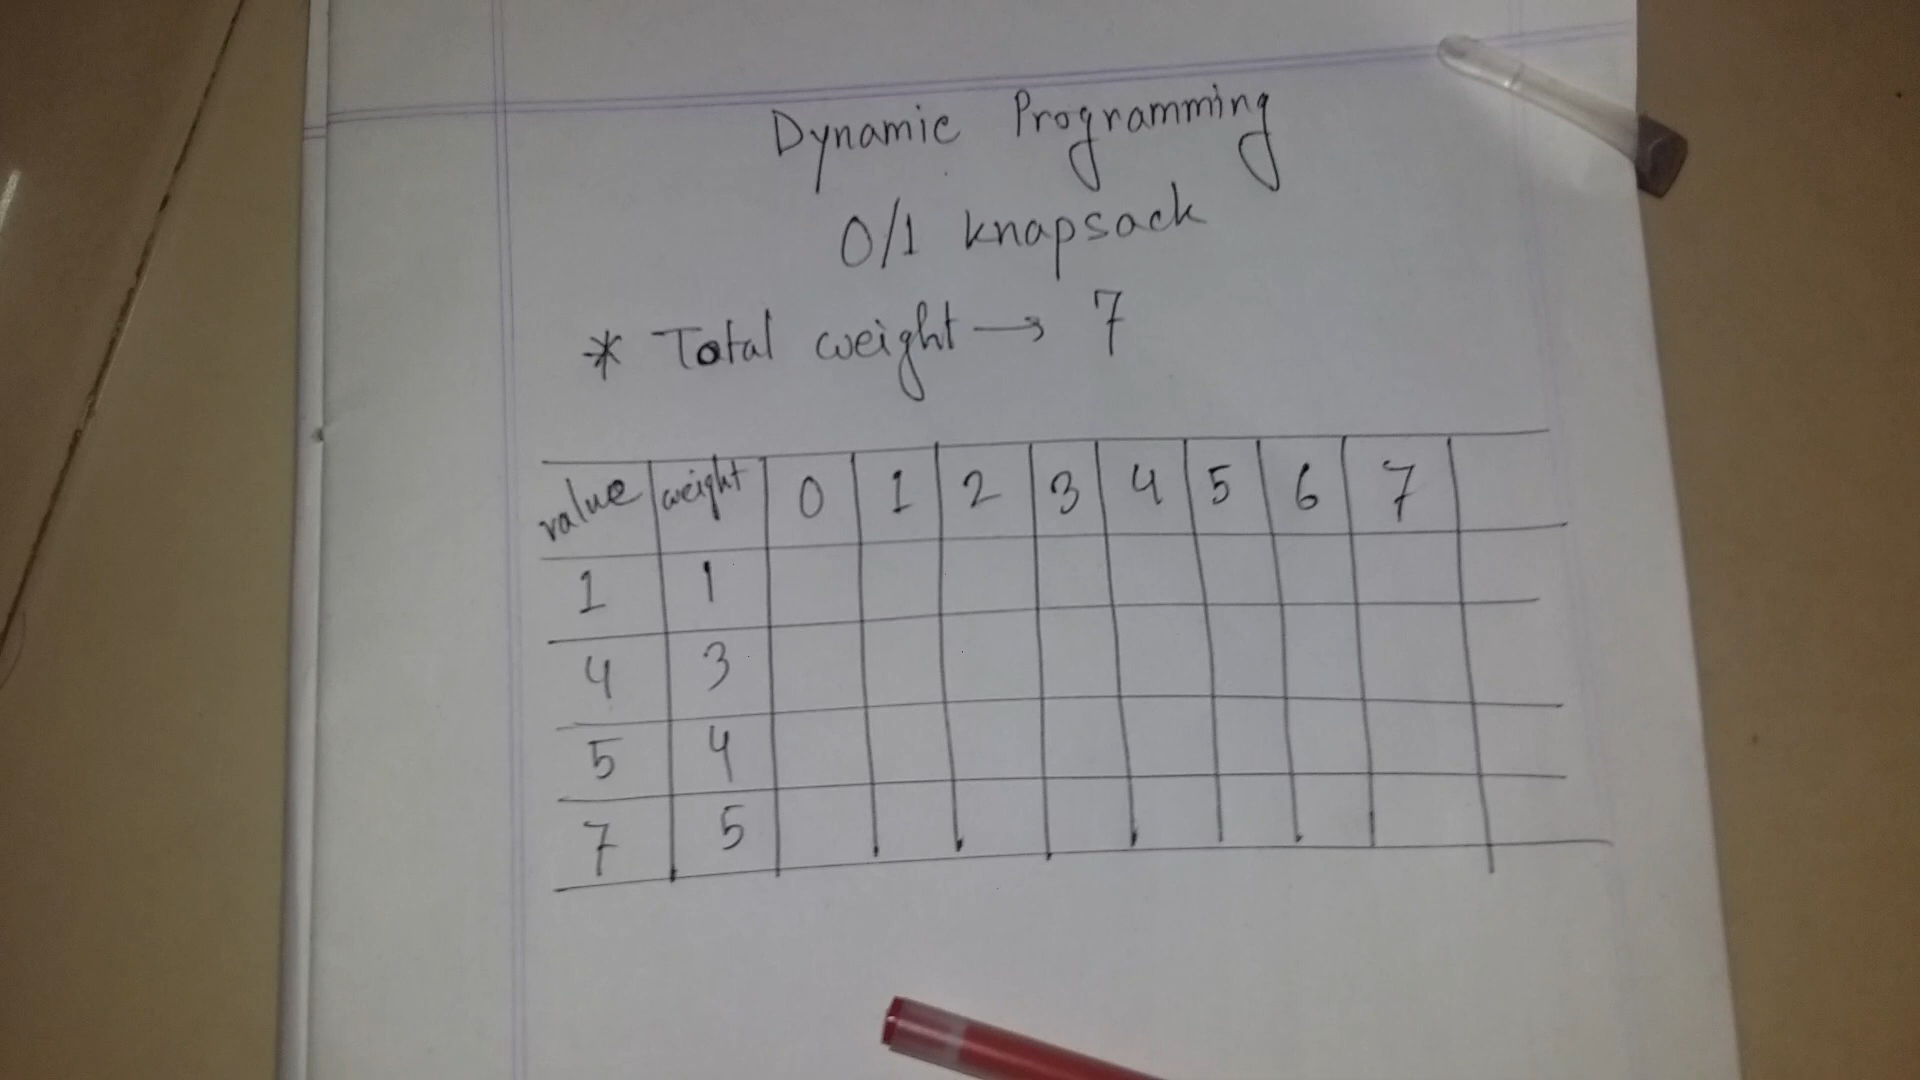 Dynamic Programming
0/1 knapsack
* Total weight → 7
value weight 0 1 2 3 4 5 6 7
1 1
4 3
5 4
7 5